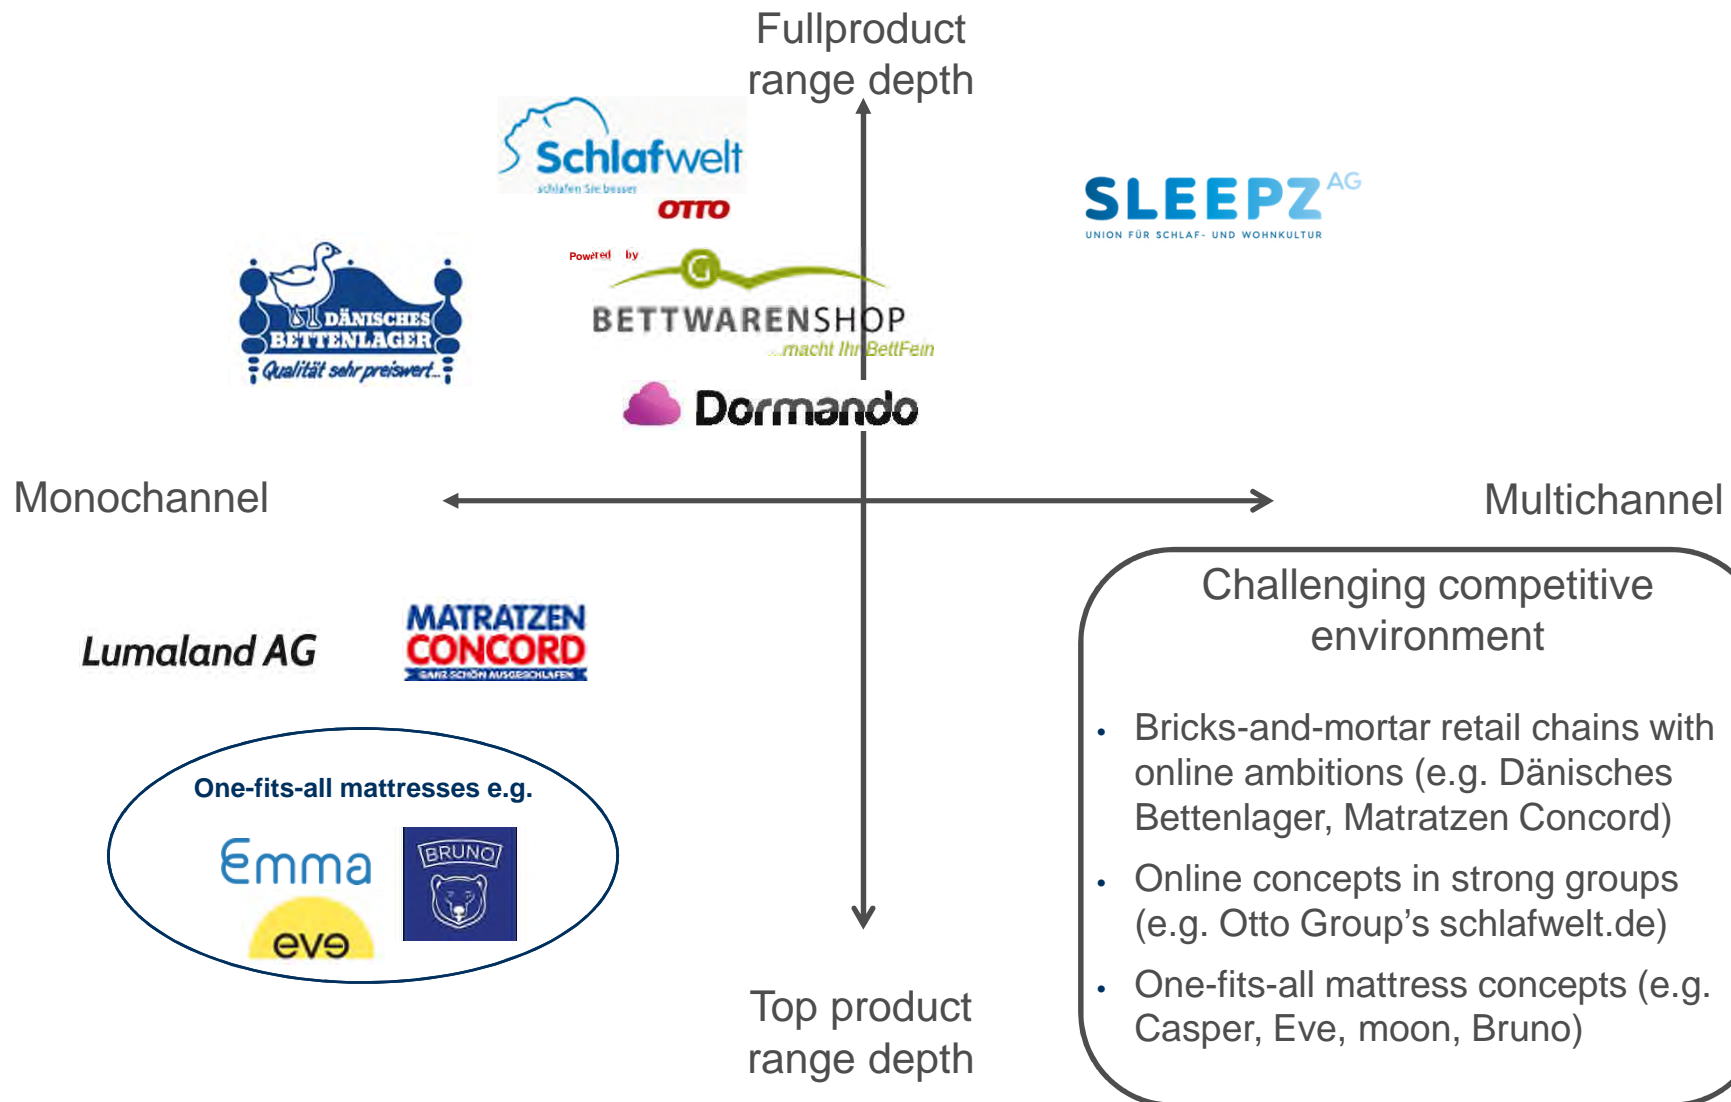 Fullproduct
range depth
Schlafwelt
schlafen Sie besser
OTTO
SLEEPZ AG
UNION FÜR SCHLAF- UND WOHNKULTUR
DÄNISCHES
BETTENLAGER
Qualität sehr preiswert...
Powered by
G
BETTWARENSHOP
...macht Ihr BettFein
Dormando
Monochannel
Multichannel
Lumaland AG
MATRATZEN
CONCORD
GANZ SCHÖN AUSGESCHLAFEN
One-fits-all mattresses e.g.
Emma
BRUNO
eve
Top product
range depth
Challenging competitive
environment
• Bricks-and-mortar retail chains with
online ambitions (e.g. Dänisches
Bettenlager, Matratzen Concord)
• Online concepts in strong groups
(e.g. Otto Group’s schlafwelt.de)
• One-fits-all mattress concepts (e.g.
Casper, Eve, moon, Bruno)